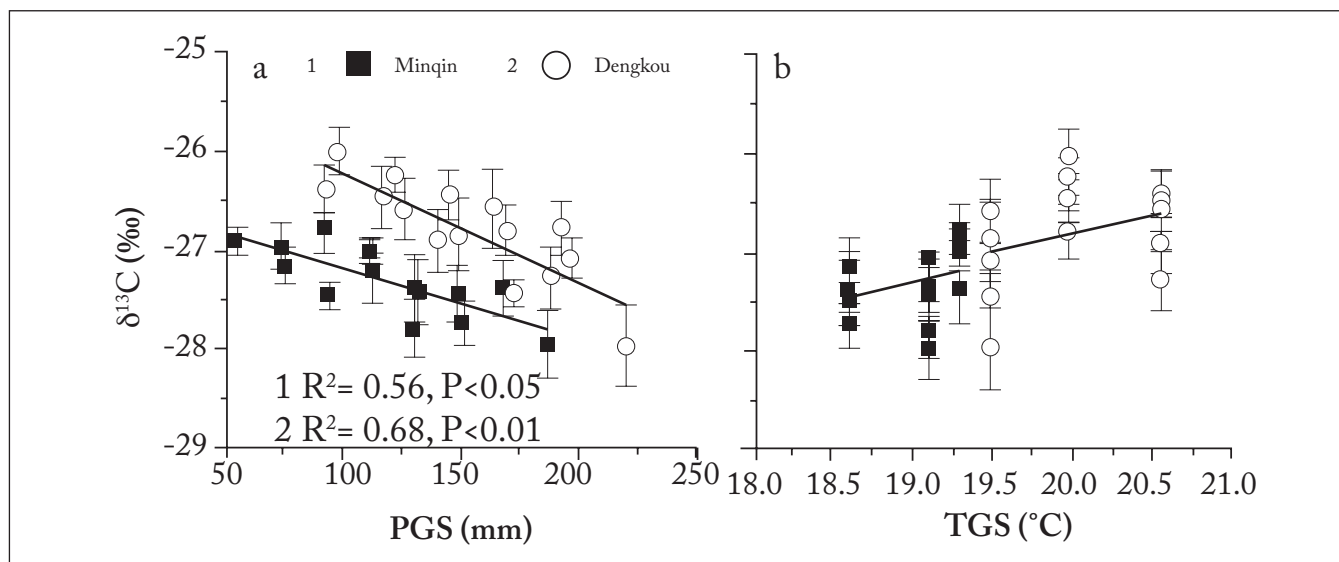 a 1 Minqin 2 Dengkou b
-25
-26
-27
-28
-29
δ¹³C (‰)
1 R²= 0.56, P<0.05
2 R²= 0.68, P<0.01
50 100 150 200 250
18.0 18.5 19.0 19.5 20.0 20.5 21.0
PGS (mm)
TGS (°C)